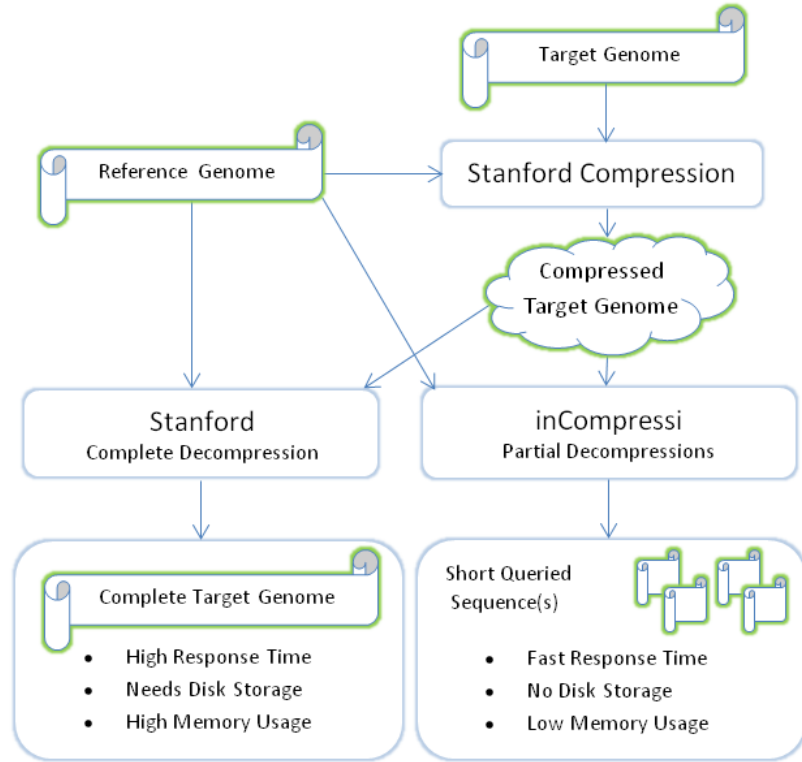 Target Genome
Reference Genome
Stanford Compression
Compressed
Target Genome
Stanford
Complete Decompression
inCompressi
Partial Decompressions
Complete Target Genome
• High Response Time
• Needs Disk Storage
• High Memory Usage
Short Queried
Sequence(s)
• Fast Response Time
• No Disk Storage
• Low Memory Usage